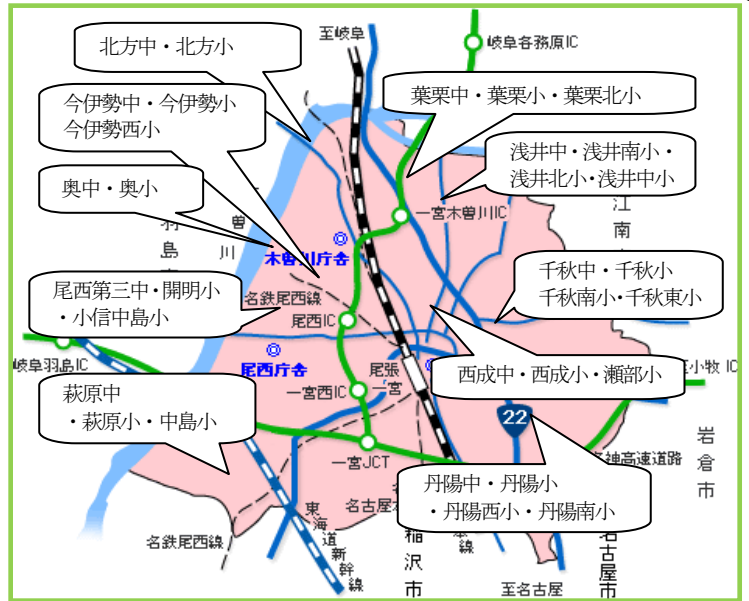 北方中・北方小
至岐阜
岐阜各務原IC
今伊勢中・今伊勢小
今伊勢西小
葉栗中・葉栗小・葉栗北小
浅井中・浅井南小・
浅井北小・浅井中小
奥中・奥小
羽島
曽川
一宮木曽川IC
江南
木曽川庁舎
尾西第三中・開明小
・小信中島小
名鉄尾西線
尾西IC
千秋中・千秋小
千秋南小・千秋東小
岐阜羽島IC
尾西庁舎
尾張
一宮
西成中・西成小・瀬部小
小牧 IC
萩原中
・萩原小・中島小
一宮西IC
22
岩倉市
一宮JCT
名神高速道路
丹陽中・丹陽小
・丹陽西小・丹陽南小
名鉄尾西線
東海道新幹線
名古屋
稲沢市
本線
至名古屋
名古屋市